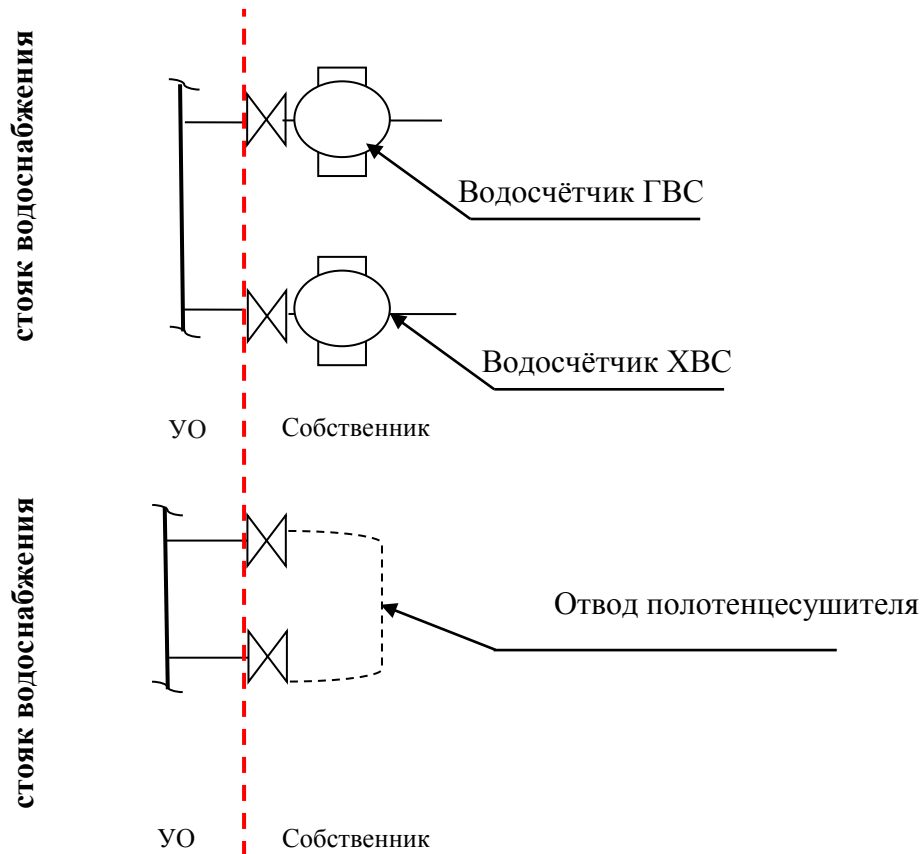 стояк водоснабжения
Водосчётчик ГВС
Водосчётчик ХВС
УО
Собственник
стояк водоснабжения
Отвод полотенцесушителя
УО
Собственник